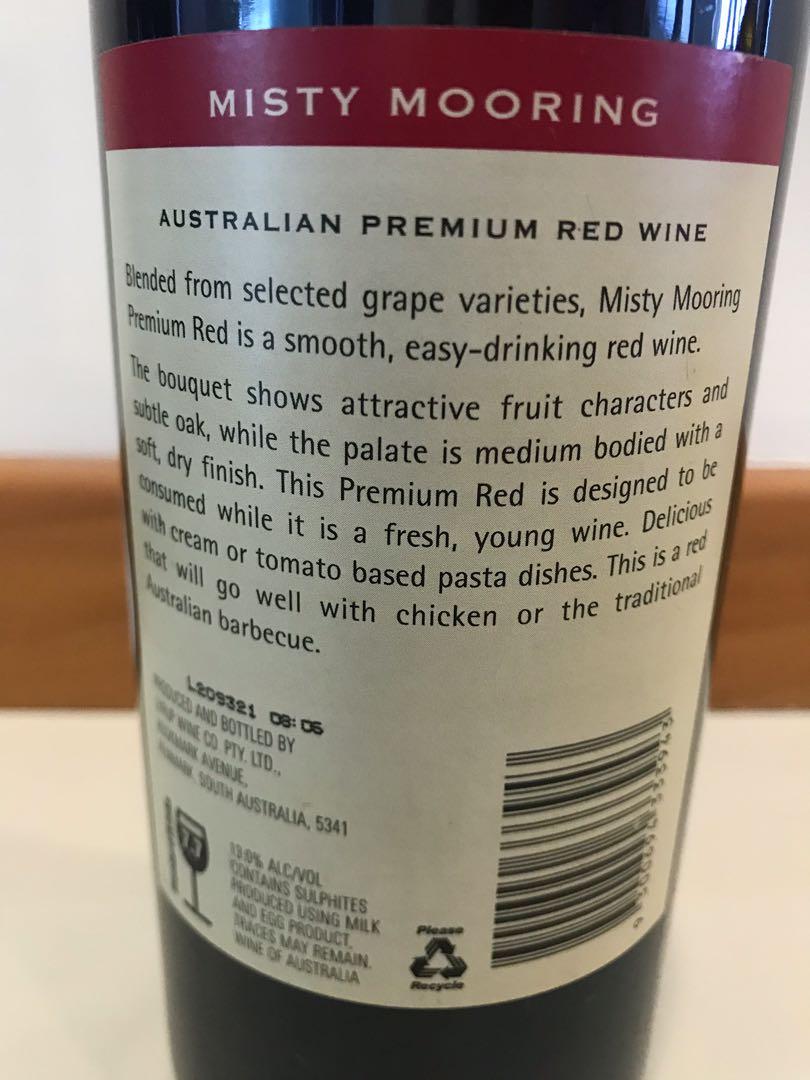 MISTY MOORING
AUSTRALIAN PREMIUM RED WINE
Blended from selected grape varieties, Misty Mooring
Premium Red is a smooth, easy-drinking red wine.
The bouquet shows attractive fruit characters and
subtle oak, while the palate is medium bodied with a
soft, dry finish. This Premium Red is designed to be
consumed while it is a fresh, young wine. Delicious
with cream or tomato based pasta dishes. This is a red
that will go well with chicken or the traditional
Australian barbecue.
L209321 08:05
PRODUCED AND BOTTLED BY
WINE CO. PTY. LTD.,
AVENUE,
SOUTH AUSTRALIA, 5341
7.7
13.0% ALC/VOL
CONTAINS SULPHITES
PRODUCED USING MILK
AND EGG PRODUCT.
TRACES MAY REMAIN.
WINE OF AUSTRALIA
Please
Recycle